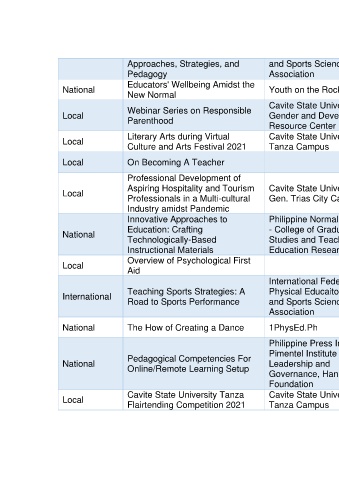 Approaches, Strategies, and
Pedagogy
and Sports Scienc
Association
National
Educators' Wellbeing Amidst the
New Normal
Youth on the Rock
Local
Webinar Series on Responsible
Parenthood
Cavite State Unive
Gender and Deve
Resource Center
Local
Literary Arts during Virtual
Culture and Arts Festival 2021
Cavite State Unive
Tanza Campus
Local
On Becoming A Teacher
Local
Professional Development of
Aspiring Hospitality and Tourism
Professionals in a Multi-cultural
Industry amidst Pandemic
Cavite State Unive
Gen. Trias City Ca
National
Innovative Approaches to
Education: Crafting
Technologically-Based
Instructional Materials
Philippine Normal
- College of Gradu
Studies and Teach
Education Resear
Local
Overview of Psychological First
Aid
International
Teaching Sports Strategies: A
Road to Sports Performance
International Fede
Physical Educaito
and Sports Scienc
Association
National
The How of Creating a Dance
1PhysEd.Ph
National
Pedagogical Competencies For
Online/Remote Learning Setup
Philippine Press In
Pimentel Institute
Leadership and
Governance, Han
Foundation
Local
Cavite State University Tanza
Flairtending Competition 2021
Cavite State Unive
Tanza Campus